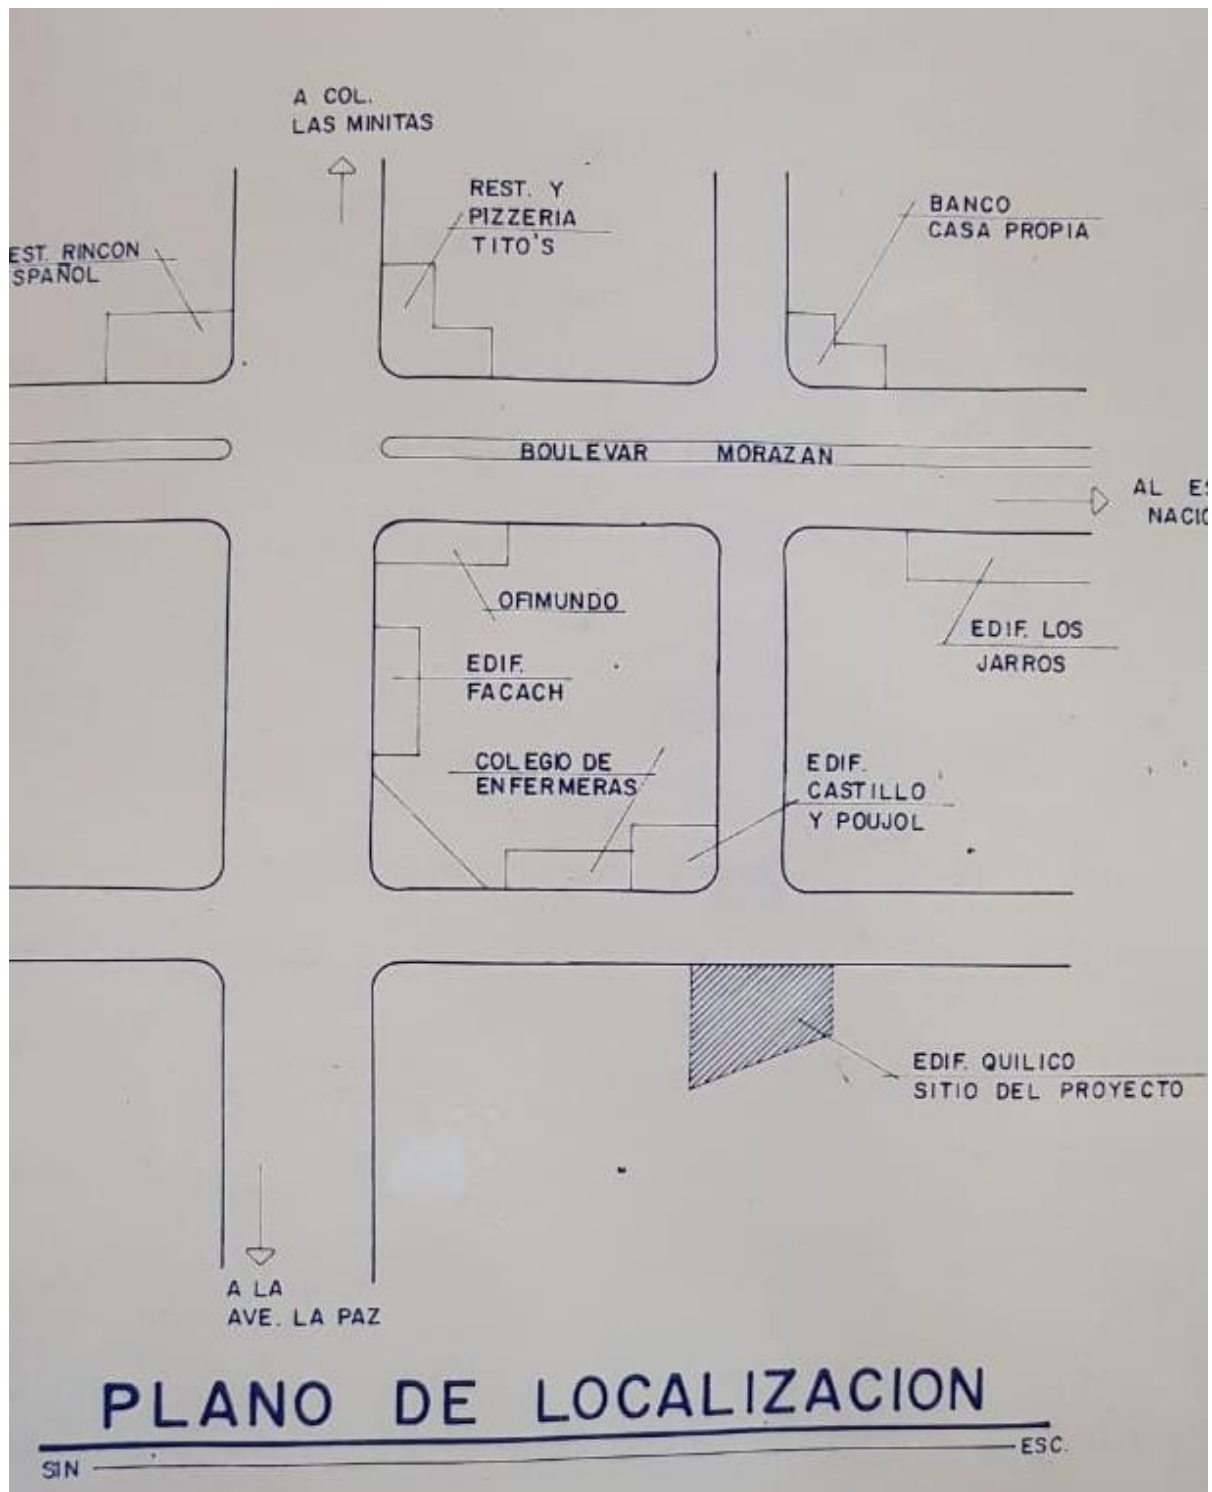 A COL.
LAS MINITAS
REST. Y
PIZZERIA
TITO'S
BANCO
CASA PROPIA
EST. RINCON
SPAÑOL
BOULEVAR MORAZAN
AL ES
NACIO
OFIMUNDO
EDIF. LOS
JARROS
EDIF.
FACACH
COLEGIO DE
ENFERMERAS
EDIF.
CASTILLO
Y POUJOL
EDIF. QUILICO
SITIO DEL PROYECTO
A LA
AVE. LA PAZ
PLANO DE LOCALIZACION
SIN ESC.